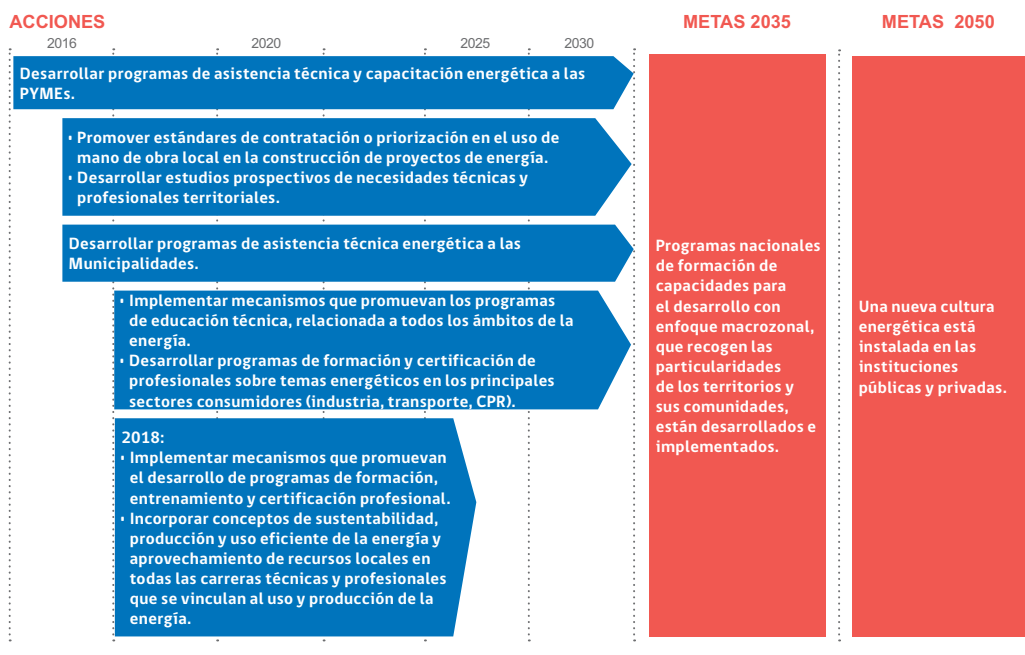 ACCIONES
METAS 2035
METAS 2050
2016
2020
2025
2030
Desarrollar programas de asistencia técnica y capacitación energética a las
PYMEs.
• Promover estándares de contratación o priorización en el uso de
mano de obra local en la construcción de proyectos de energía.
• Desarrollar estudios prospectivos de necesidades técnicas y
profesionales territoriales.
Desarrollar programas de asistencia técnica energética a las
Municipalidades.
• Implementar mecanismos que promuevan los programas
de educación técnica, relacionada a todos los ámbitos de la
energía.
• Desarrollar programas de formación y certificación de
profesionales sobre temas energéticos en los principales
sectores consumidores (industria, transporte, CPR).
2018:
• Implementar mecanismos que promuevan
el desarrollo de programas de formación,
entrenamiento y certificación profesional.
• Incorporar conceptos de sustentabilidad,
producción y uso eficiente de la energía y
aprovechamiento de recursos locales en
todas las carreras técnicas y profesionales
que se vinculan al uso y producción de la
energía.
Programas nacionales
de formación de
capacidades para
el desarrollo con
enfoque macrozonal,
que recogen las
particularidades
de los territorios y
sus comunidades,
están desarrollados e
implementados.
Una nueva cultura
energética está
instalada en las
instituciones
públicas y privadas.